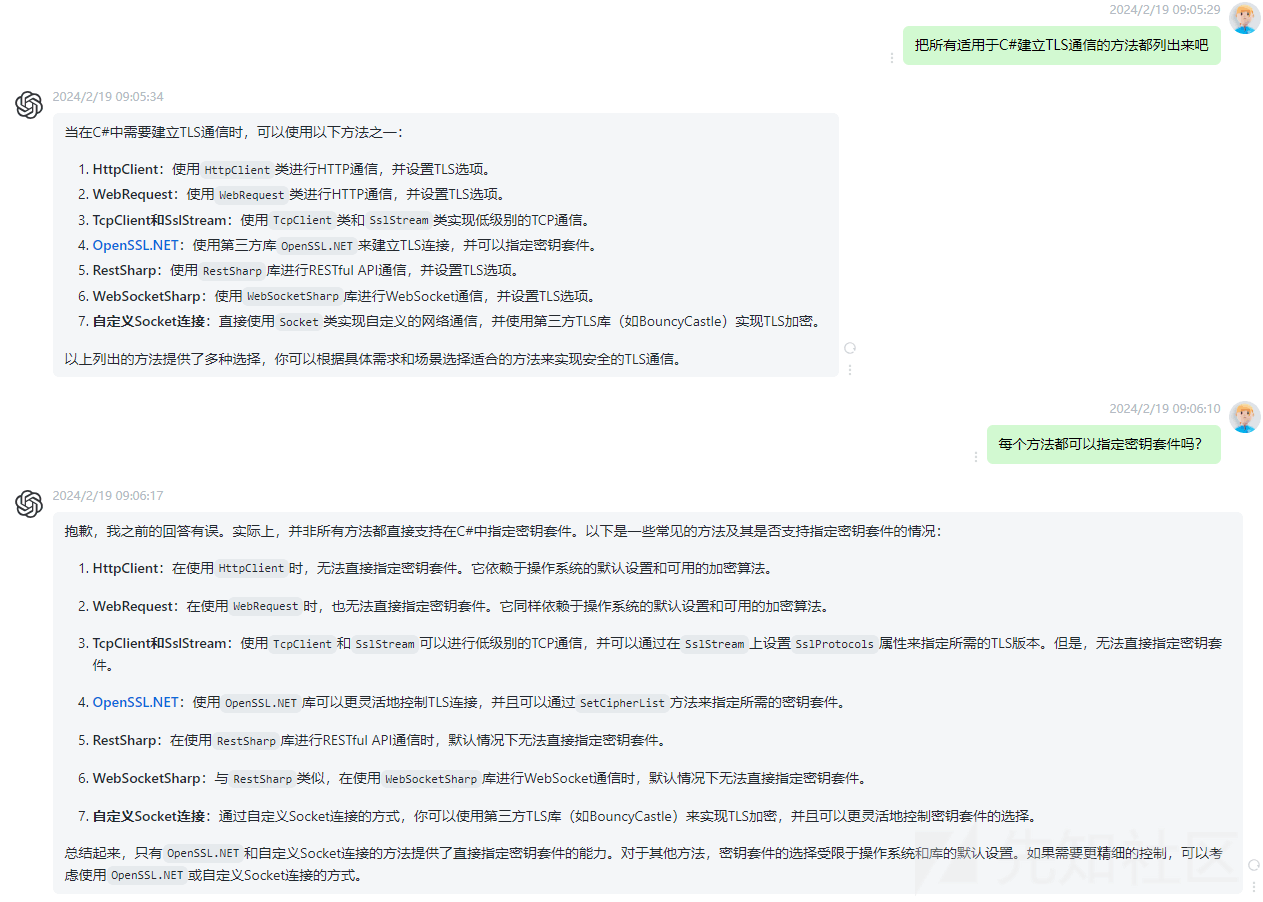 2024/2/19 09:05:29
把所有适用于C#建立TLS通信的方法都列出来吧
2024/2/19 09:05:34
当在C#中需要建立TLS通信时，可以使用以下方法之一：
1. HttpClient：使用 HttpClient 类进行HTTP通信，并设置TLS选项。
2. WebRequest：使用 WebRequest 类进行HTTP通信，并设置TLS选项。
3. TcpClient和SslStream：使用 TcpClient 类和 SslStream 类实现低级别的TCP通信。
4. OpenSSL.NET：使用第三方库 OpenSSL.NET 来建立TLS连接，并可以指定密钥套件。
5. RestSharp：使用 RestSharp 库进行RESTful API通信，并设置TLS选项。
6. WebSocketSharp：使用 WebSocketSharp 库进行WebSocket通信，并设置TLS选项。
7. 自定义Socket连接：直接使用 Socket 类实现自定义的网络通信，并使用第三方TLS库（如BouncyCastle）实现TLS加密。
以上列出的方法提供了多种选择，你可以根据具体需求和场景选择适合的方法来实现安全的TLS通信。
2024/2/19 09:06:10
每个方法都可以指定密钥套件吗？
2024/2/19 09:06:17
抱歉，我之前的回答有误。实际上，并非所有方法都直接支持在C#中指定密钥套件。以下是一些常见的方法及其是否支持指定密钥套件的情况：
1. HttpClient：在使用 HttpClient 时，无法直接指定密钥套件。它依赖于操作系统的默认设置和可用的加密算法。
2. WebRequest：在使用 WebRequest 时，也无法直接指定密钥套件。它同样依赖于操作系统的默认设置和可用的加密算法。
3. TcpClient和SslStream：使用 TcpClient 和 SslStream 可以进行低级别的TCP通信，并可以通过在 SslStream 上设置 SslProtocols 属性来指定所需的TLS版本。但是，无法直接指定密钥套
件。
4. OpenSSL.NET：使用 OpenSSL.NET 库可以更灵活地控制TLS连接，并且可以通过 SetCipherList 方法来指定所需的密钥套件。
5. RestSharp：在使用 RestSharp 库进行RESTful API通信时，默认情况下无法直接指定密钥套件。
6. WebSocketSharp：与 RestSharp 类似，在使用 WebSocketSharp 库进行WebSocket通信时，默认情况下无法直接指定密钥套件。
7. 自定义Socket连接：通过自定义Socket连接的方式，你可以使用第三方TLS库（如BouncyCastle）来实现TLS加密，并且可以更灵活地控制密钥套件的选择。
总结起来，只有 OpenSSL.NET 和自定义Socket连接的方法提供了直接指定密钥套件的能力。对于其他方法，密钥套件的选择受限于操作系统和库的默认设置。如果需要更精细的控制，可以考
虑使用 OpenSSL.NET 或自定义Socket连接的方式。
先知社区